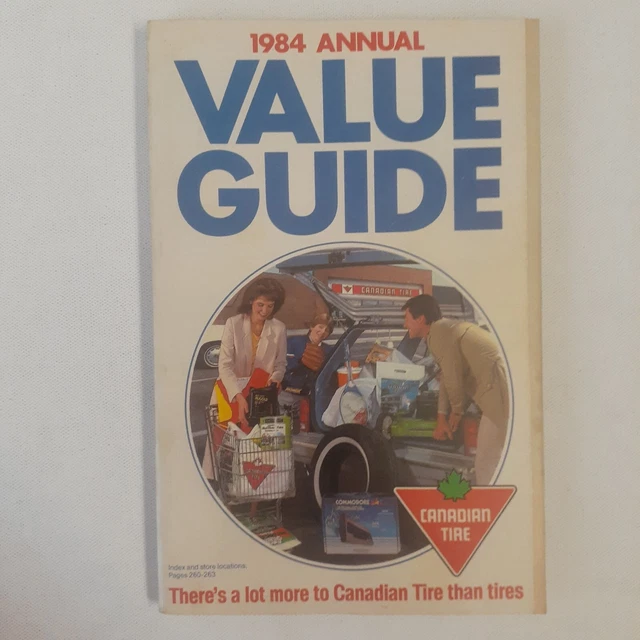 1984 ANNUAL
VALUE
GUIDE
CANADIAN TIRE
COMMODORE
CANADIAN
TIRE
Index and store locations.
Pages 260-263
There's a lot more to Canadian Tire than tires